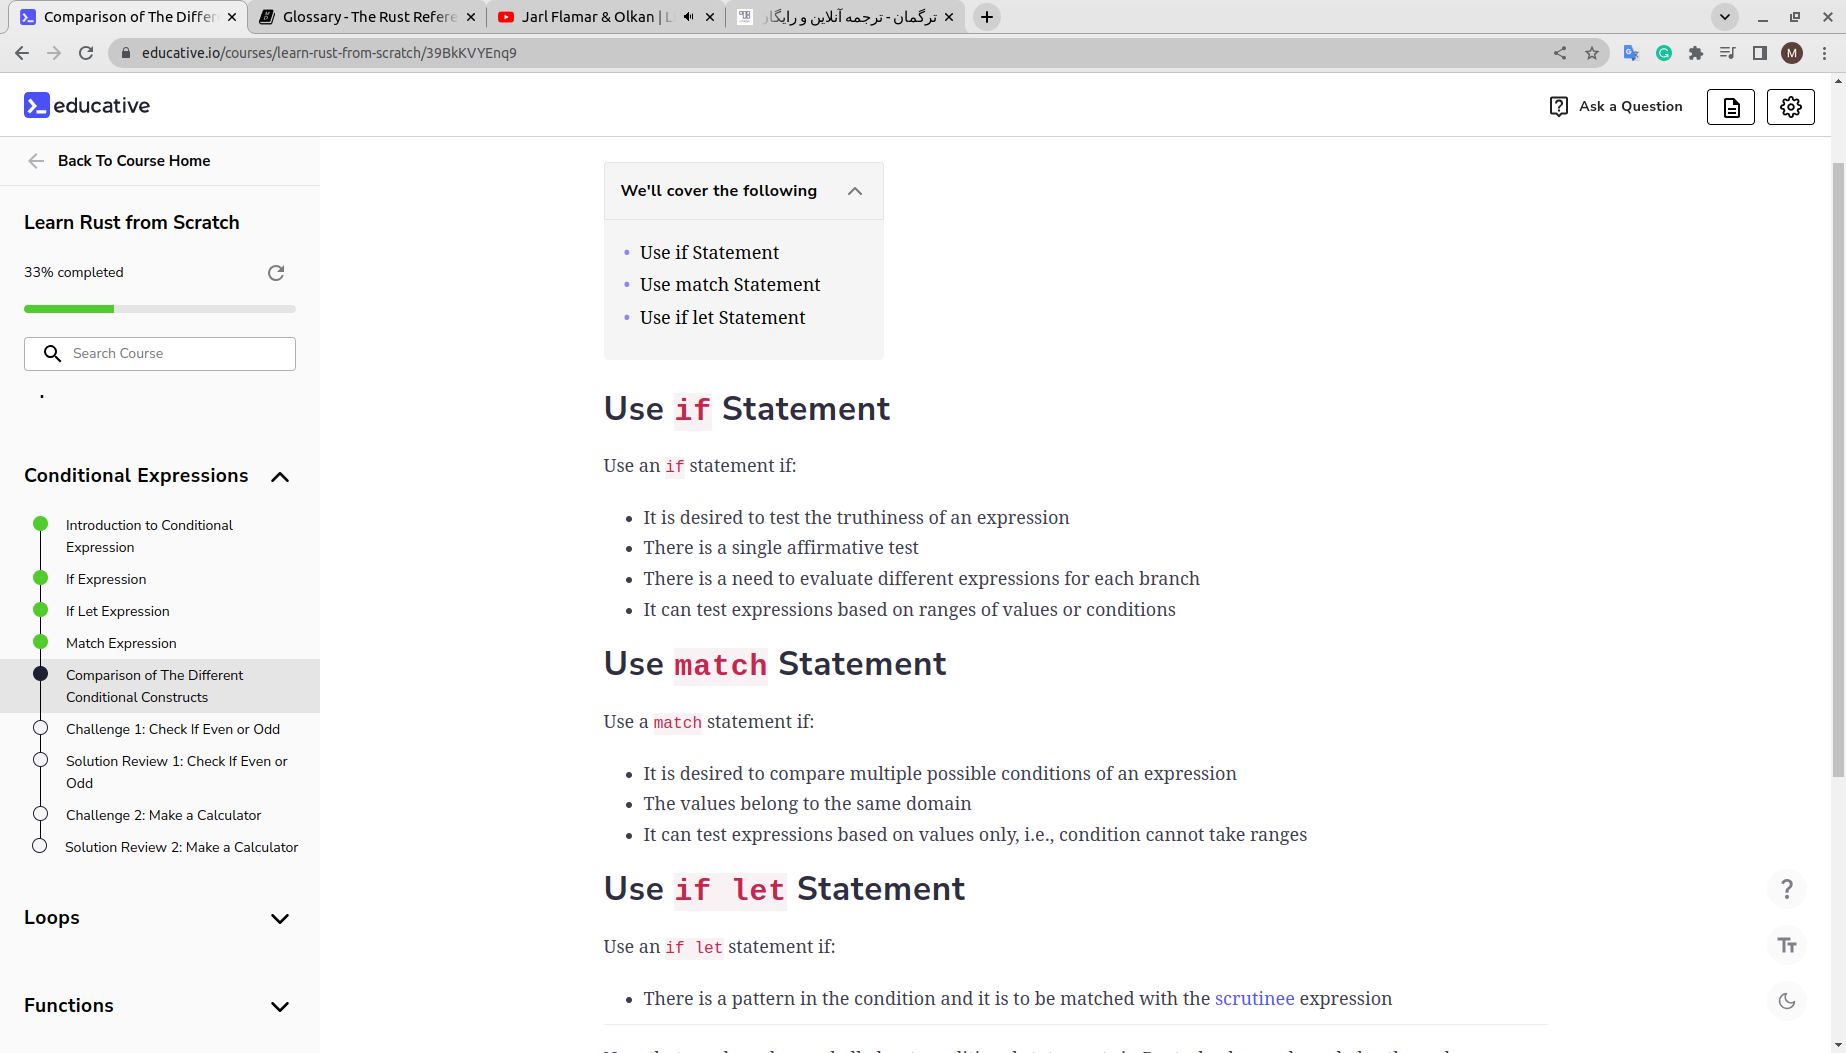 Comparison of The Differ
Glossary - The Rust Refere
Jarl Flamar & Olkan |
ترگمان - ترجمه آنلاین و رایگار
educative.io/courses/learn-rust-from-scratch/39BkKVYEnq9
M
educative
Ask a Question
Back To Course Home
Learn Rust from Scratch
33% completed
Search Course
Conditional Expressions
Introduction to Conditional
Expression
If Expression
If Let Expression
Match Expression
Comparison of The Different
Conditional Constructs
Challenge 1: Check If Even or Odd
Solution Review 1: Check If Even or
Odd
Challenge 2: Make a Calculator
Solution Review 2: Make a Calculator
Loops
Functions
We'll cover the following
• Use if Statement
• Use match Statement
• Use if let Statement
Use if Statement
Use an if statement if:
• It is desired to test the truthiness of an expression
• There is a single affirmative test
• There is a need to evaluate different expressions for each branch
• It can test expressions based on ranges of values or conditions
Use match Statement
Use a match statement if:
• It is desired to compare multiple possible conditions of an expression
• The values belong to the same domain
• It can test expressions based on values only, i.e., condition cannot take ranges
Use if let Statement
Use an if let statement if:
• There is a pattern in the condition and it is to be matched with the scrutinee expression
?
Tт